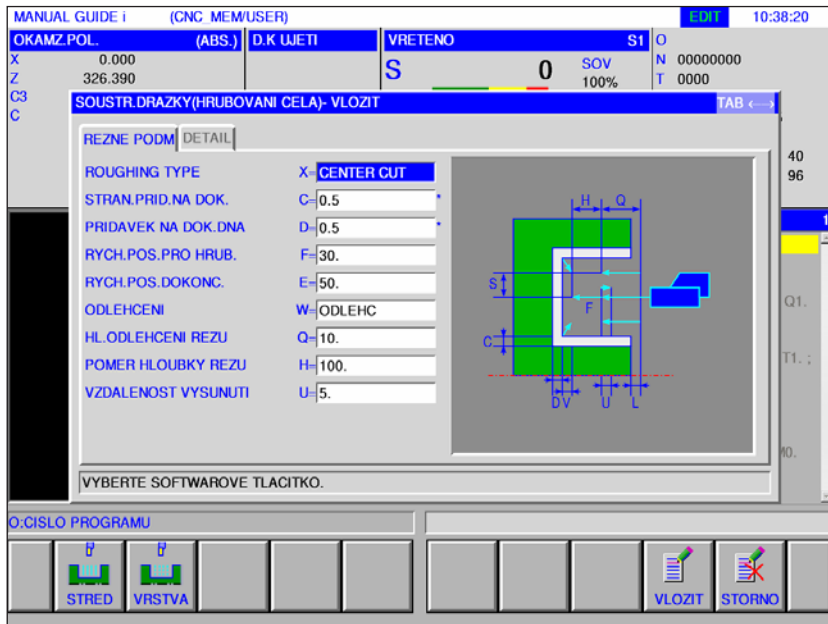 MANUAL GUIDE i (CNC_MEM/USER) EDIT 10:38:20
OKAMZ.POL. (ABS.) D.K UJETI VRETENO S1 O
X 0.000 S 0 SOV N 00000000
Z 326.390 100% T 0000
C3
C
SOUSTR.DRAZKY(HRUBOVANI CELA)- VLOZIT TAB
REZNE PODM DETAIL
ROUGHING TYPE X= CENTER CUT
STRAN.PRID.NA DOK. C= 0.5 *
PRIDAVEK NA DOK.DNA D= 0.5 *
RYCH.POS.PRO HRUB. F= 30.
RYCH.POS.DOKONC. E= 50.
ODLEHCENI W= ODLEHC
HL.ODLEHCENI REZU Q= 10.
POMER HLOUBKY REZU H= 100.
VZDALENOST VYSUNUTI U= 5.
H Q
S
F
C
D V U L
40
96
1
Q1.
T1. ;
M0.
VYBERTE SOFTWAROVE TLACITKO.
O:CISLO PROGRAMU
STRED VRSTVA VLOZIT STORNO